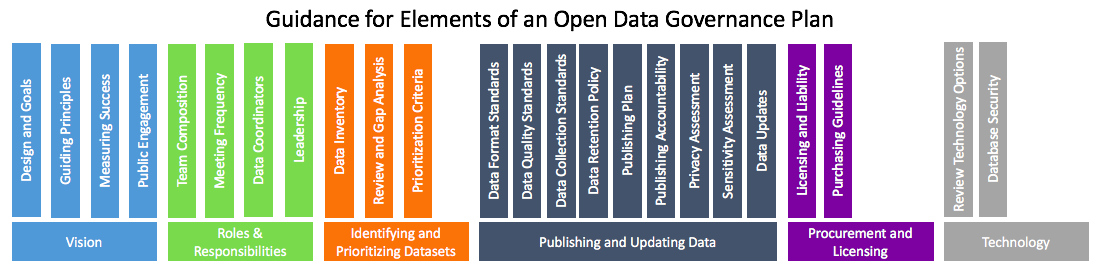 Guidance for Elements of an Open Data Governance Plan
Design and Goals
Guiding Principles
Measuring Success
Public Engagement
Vision
Team Composition
Meeting Frequency
Data Coordinators
Leadership
Roles &
Responsibilities
Data Inventory
Review and Gap Analysis
Prioritization Criteria
Identifying and
Prioritizing Datasets
Data Format Standards
Data Quality Standards
Data Collection Standards
Data Retention Policy
Publishing Plan
Publishing Accountability
Privacy Assessment
Sensitivity Assessment
Data Updates
Publishing and Updating Data
Licensing and Liability
Purchasing Guidelines
Procurement and
Licensing
Review Technology Options
Database Security
Technology